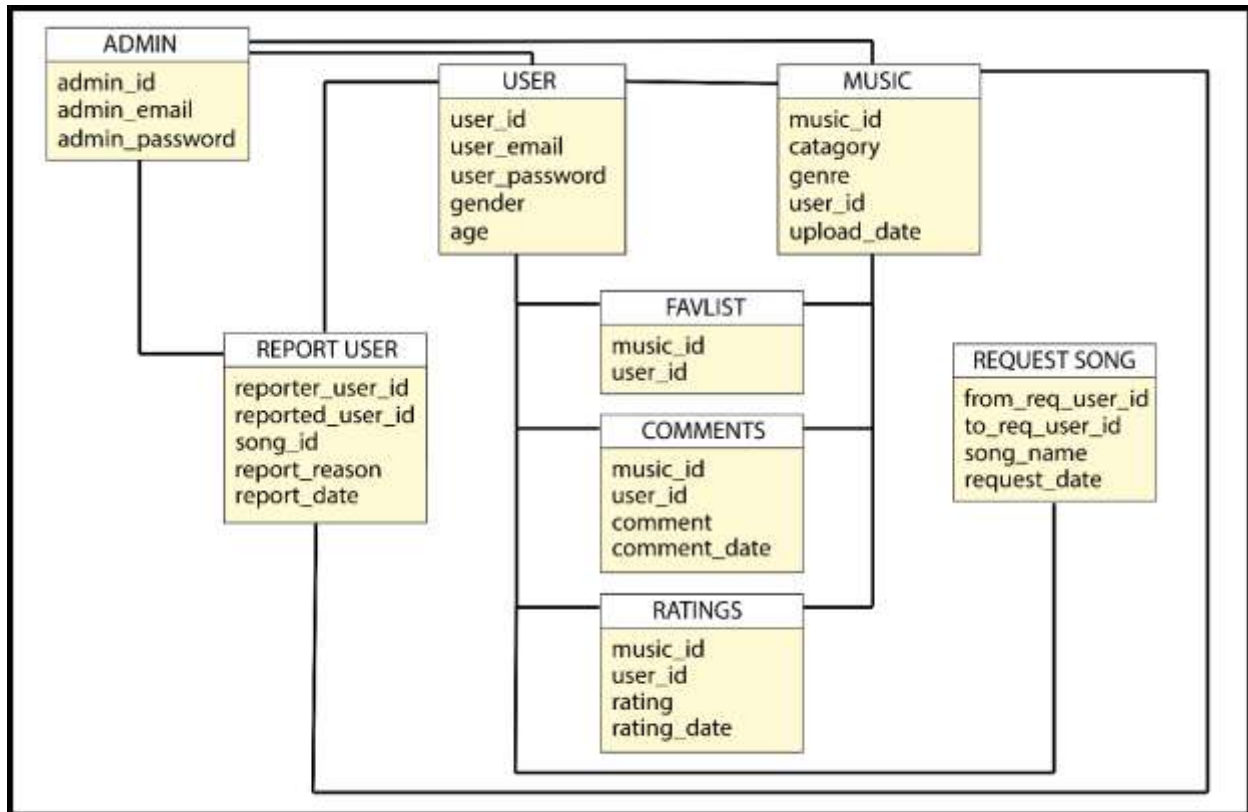 ADMIN
admin_id
admin_email
admin_password
USER
user_id
user_email
user_password
gender
age
MUSIC
music_id
catagory
genre
user_id
upload_date
FAVLIST
music_id
user_id
REPORT USER
reporter_user_id
reported_user_id
song_id
report_reason
report_date
REQUEST SONG
from_req_user_id
to_req_user_id
song_name
request_date
COMMENTS
music_id
user_id
comment
comment_date
RATINGS
music_id
user_id
rating
rating_date